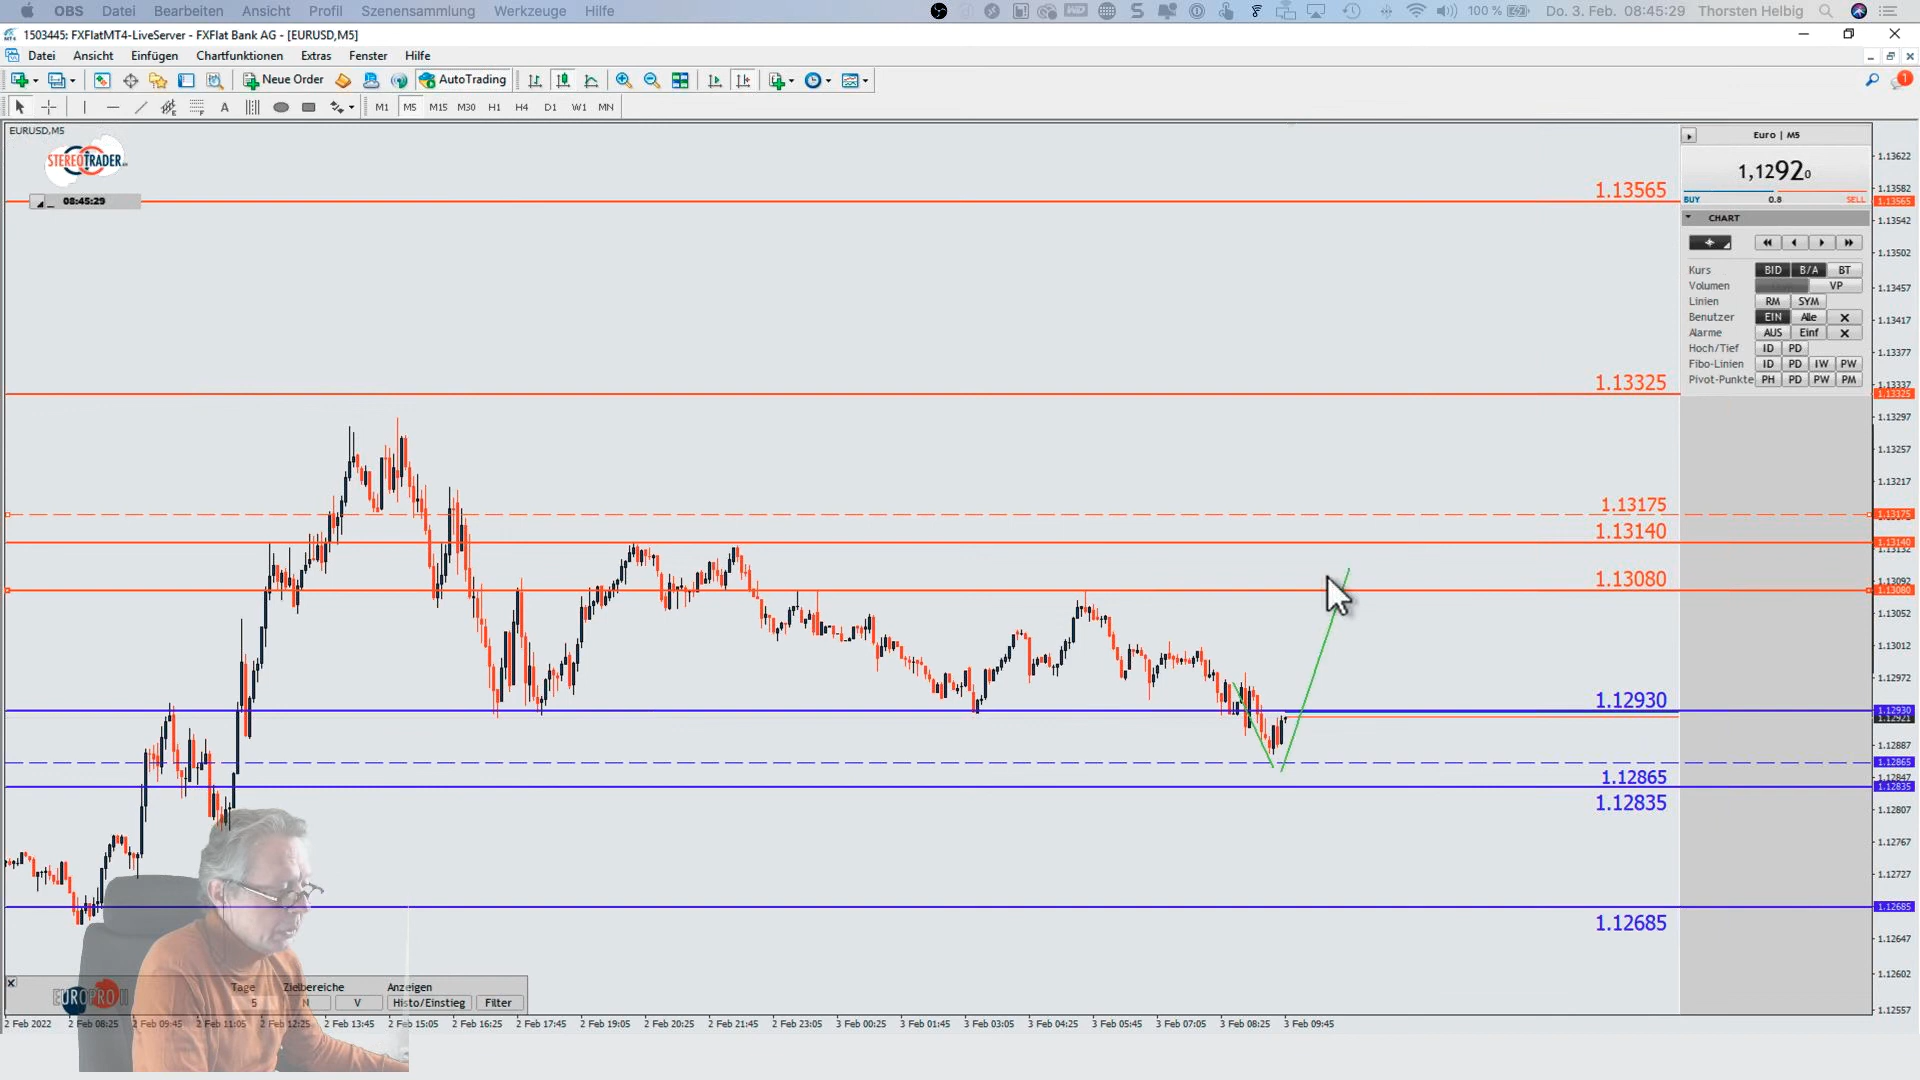 OBS Datei Bearbeiten Ansicht Profil Szenensammlung Werkzeuge Hilfe 100 % Do. 3. Feb. 08:45:29 Thorsten Helbig
1503445: FXFlatMT4-LiveServer - FXFlat Bank AG - [EURUSD,M5]
Datei Ansicht Einfügen Chartfunktionen Extras Fenster Hilfe
Neue Order AutoTrading 1
A M1 M5 M15 M30 H1 H4 D1 W1 MN
EURUSD,M5
STEREOTRADER
08:45:29
1.13565
1.13325
1.13175
1.13140
1.13080
1.12930
1.12865
1.12835
1.12685
Euro | M5
1,12920
BUY 0.8 SELL
CHART
Kurs BID B/A BT
Volumen VP
Linien RM SYM
Benutzer EIN Alle
Alarme AUS Einf
Hoch/Tief ID PD
Fibo-Linien ID PD IW PW
Pivot-Punkte PH PD PW PM
1.13622
1.13582
1.13565
1.13542
1.13502
1.13457
1.13417
1.13377
1.13337
1.13325
1.13297
1.13257
1.13217
1.13175
1.13140
1.13132
1.13092
1.13080
1.13052
1.13012
1.12972
1.12930
1.12921
1.12887
1.12865
1.12847
1.12835
1.12807
1.12767
1.12727
1.12685
1.12647
1.12602
1.12557
EUROPRO II
Tage Zielbereiche Anzeigen
5 N V Histo/Einstieg Filter
2 Feb 2022 2 Feb 08:25 2 Feb 09:45 2 Feb 11:05 2 Feb 12:25 2 Feb 13:45 2 Feb 15:05 2 Feb 16:25 2 Feb 17:45 2 Feb 19:05 2 Feb 20:25 2 Feb 21:45 2 Feb 23:05 3 Feb 00:25 3 Feb 01:45 3 Feb 03:05 3 Feb 04:25 3 Feb 05:45 3 Feb 07:05 3 Feb 08:25 3 Feb 09:45